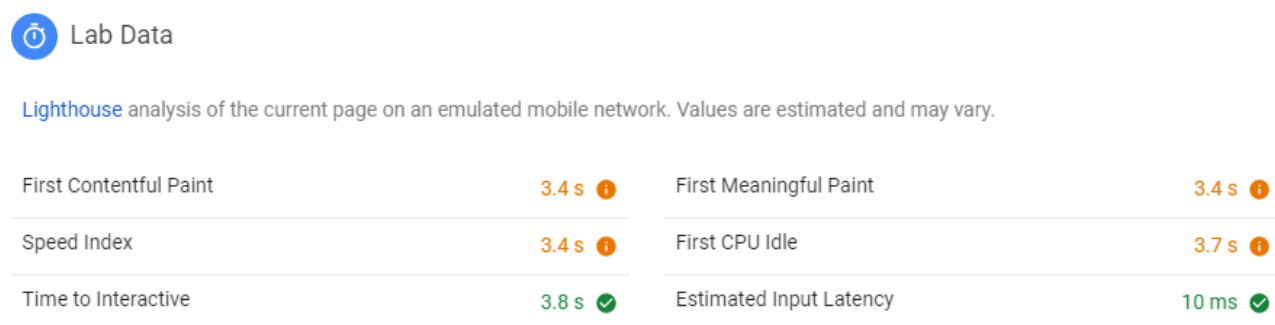 Lab Data
Lighthouse analysis of the current page on an emulated mobile network. Values are estimated and may vary.
First Contentful Paint 3.4 s
First Meaningful Paint 3.4 s
Speed Index 3.4 s
First CPU Idle 3.7 s
Time to Interactive 3.8 s
Estimated Input Latency 10 ms